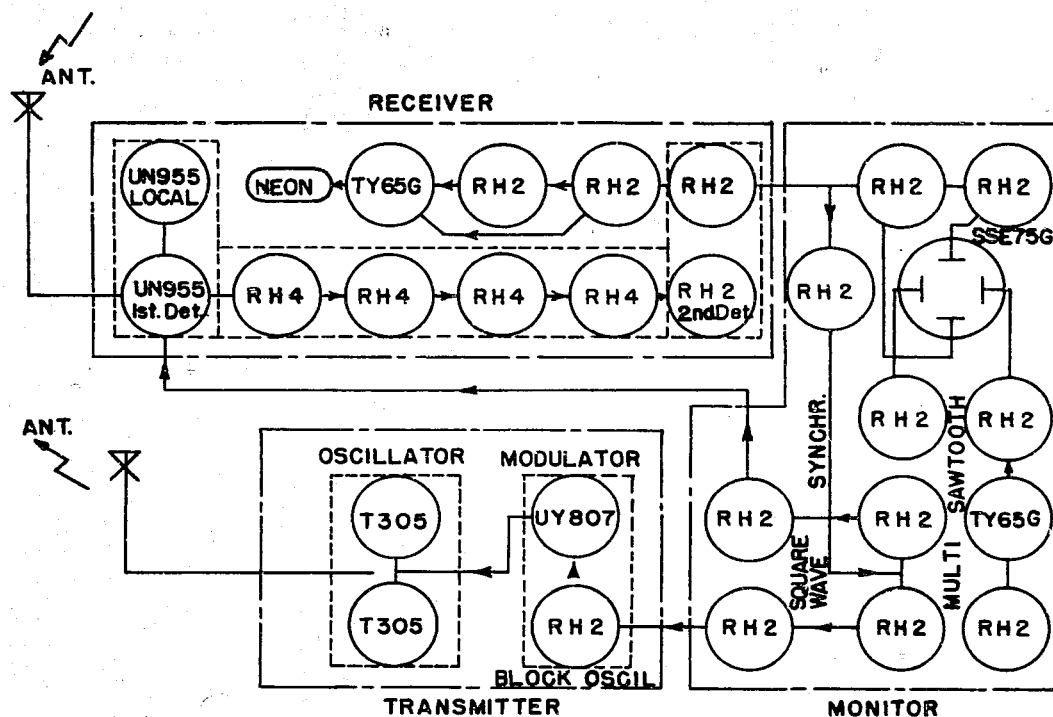 ANT.
RECEIVER
UN955
LOCAL
NEON
TY65G
RH2
RH2
RH2
RH2
RH2
SSE75G
UN955
1st.Det.
RH4
RH4
RH4
RH4
RH2
2nd.Det.
RH2
RH2
RH2
SYNCHR.
SAWTOOTH
ANT.
OSCILLATOR
MODULATOR
T305
UY807
RH2
RH2
TY65G
SQUARE
WAVE
MULTI
T305
RH2
RH2
RH2
RH2
BLOCK OSCIL
TRANSMITTER
MONITOR